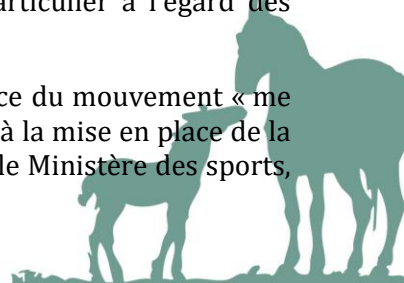 articulier à l'égard des
ce du mouvement « me
à la mise en place de la
le Ministère des sports,